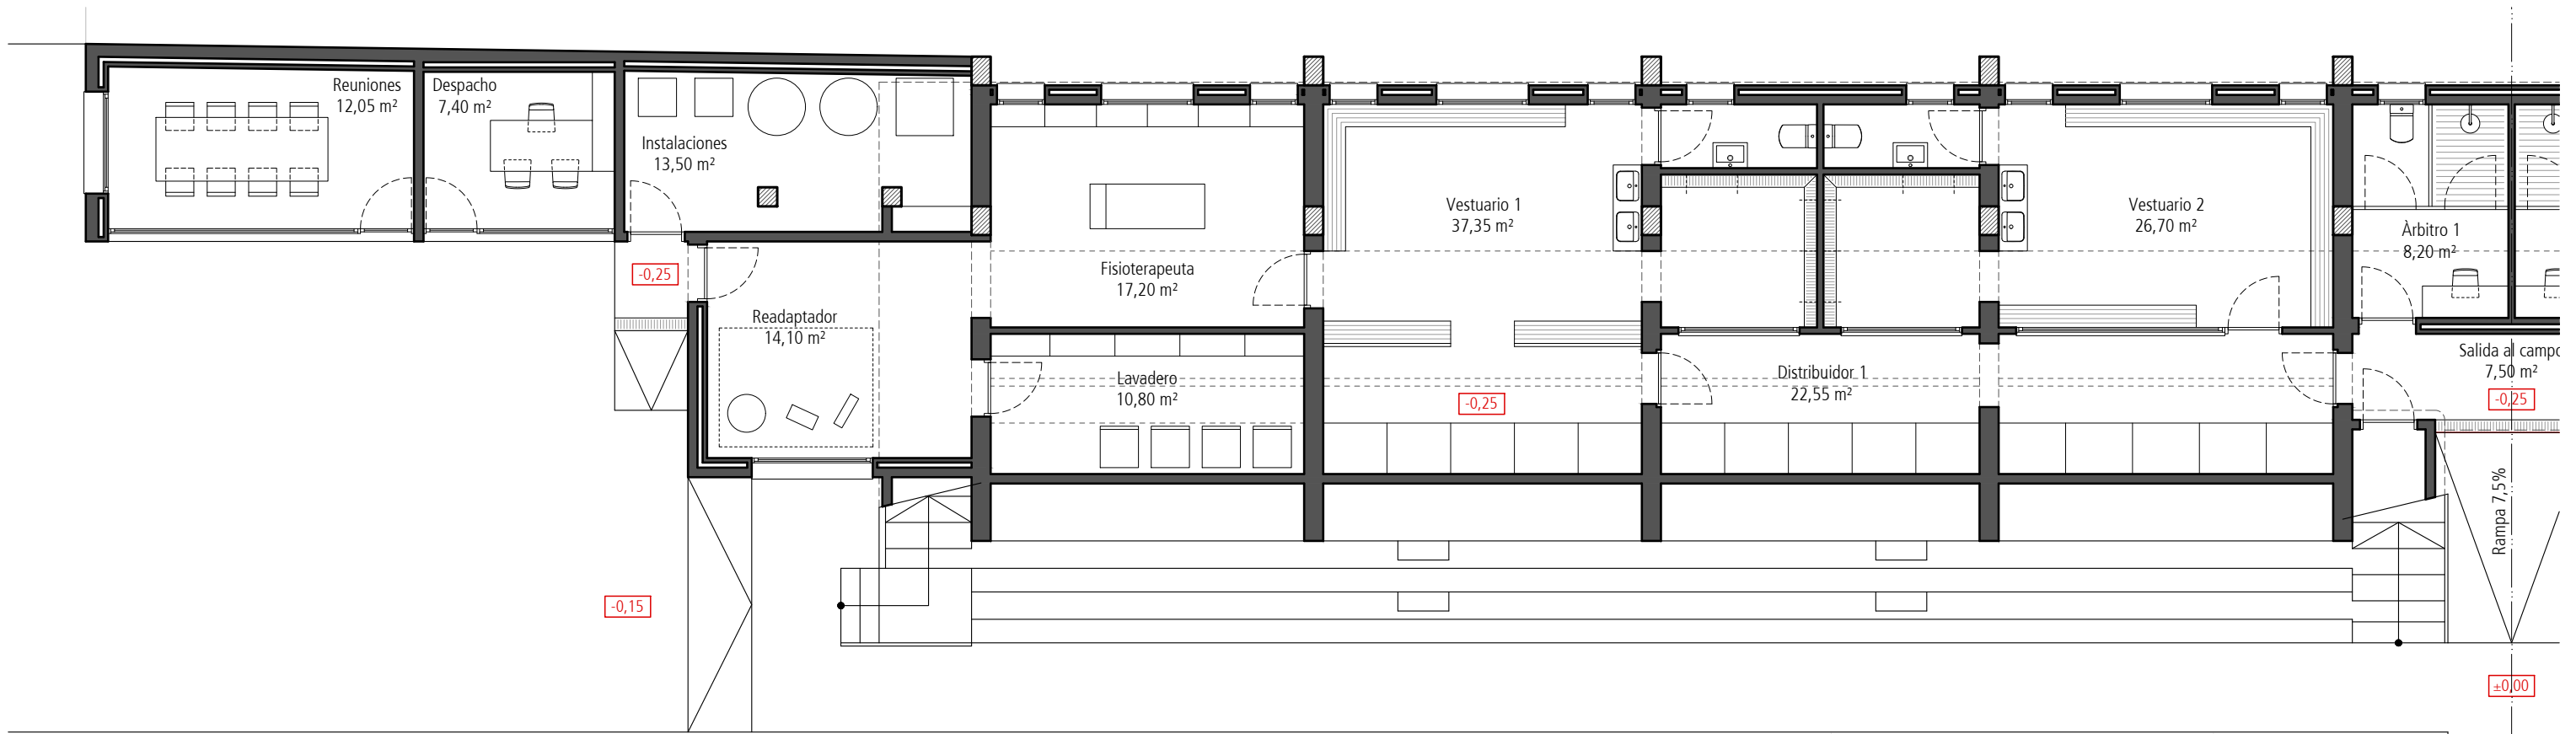 Reuniones
12,05 m²
Despacho
7,40 m²
Instalaciones
13,50 m²
Vestuario 1
37,35 m²
Vestuario 2
26,70 m²
Àrbitro 1
8,20 m²
-0,25
Fisioterapeuta
17,20 m²
Readaptador
14,10 m²
Lavadero
10,80 m²
-0,25
Distribuidor 1
22,55 m²
Salida al campo
7,50 m²
-0,25
Rampa 7,5%
-0,15
±0,00